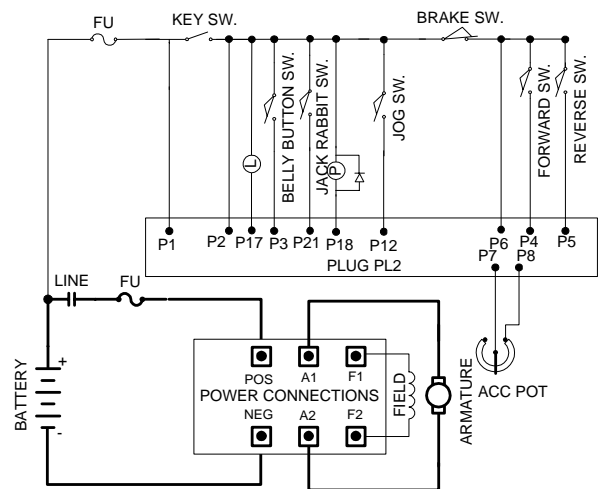 FU
KEY SW.
BRAKE SW.
L
BELLY BUTTON SW.
JACK RABBIT SW.
P
JOG SW.
FORWARD SW.
REVERSE SW.
P1
P2
P17
P3
P21
P18
P12
P6
P4
P5
P7
P8
PLUG PL2
LINE
FU
BATTERY
+
-
POS
A1
F1
POWER CONNECTIONS
NEG
A2
F2
FIELD
ARMATURE
ACC POT